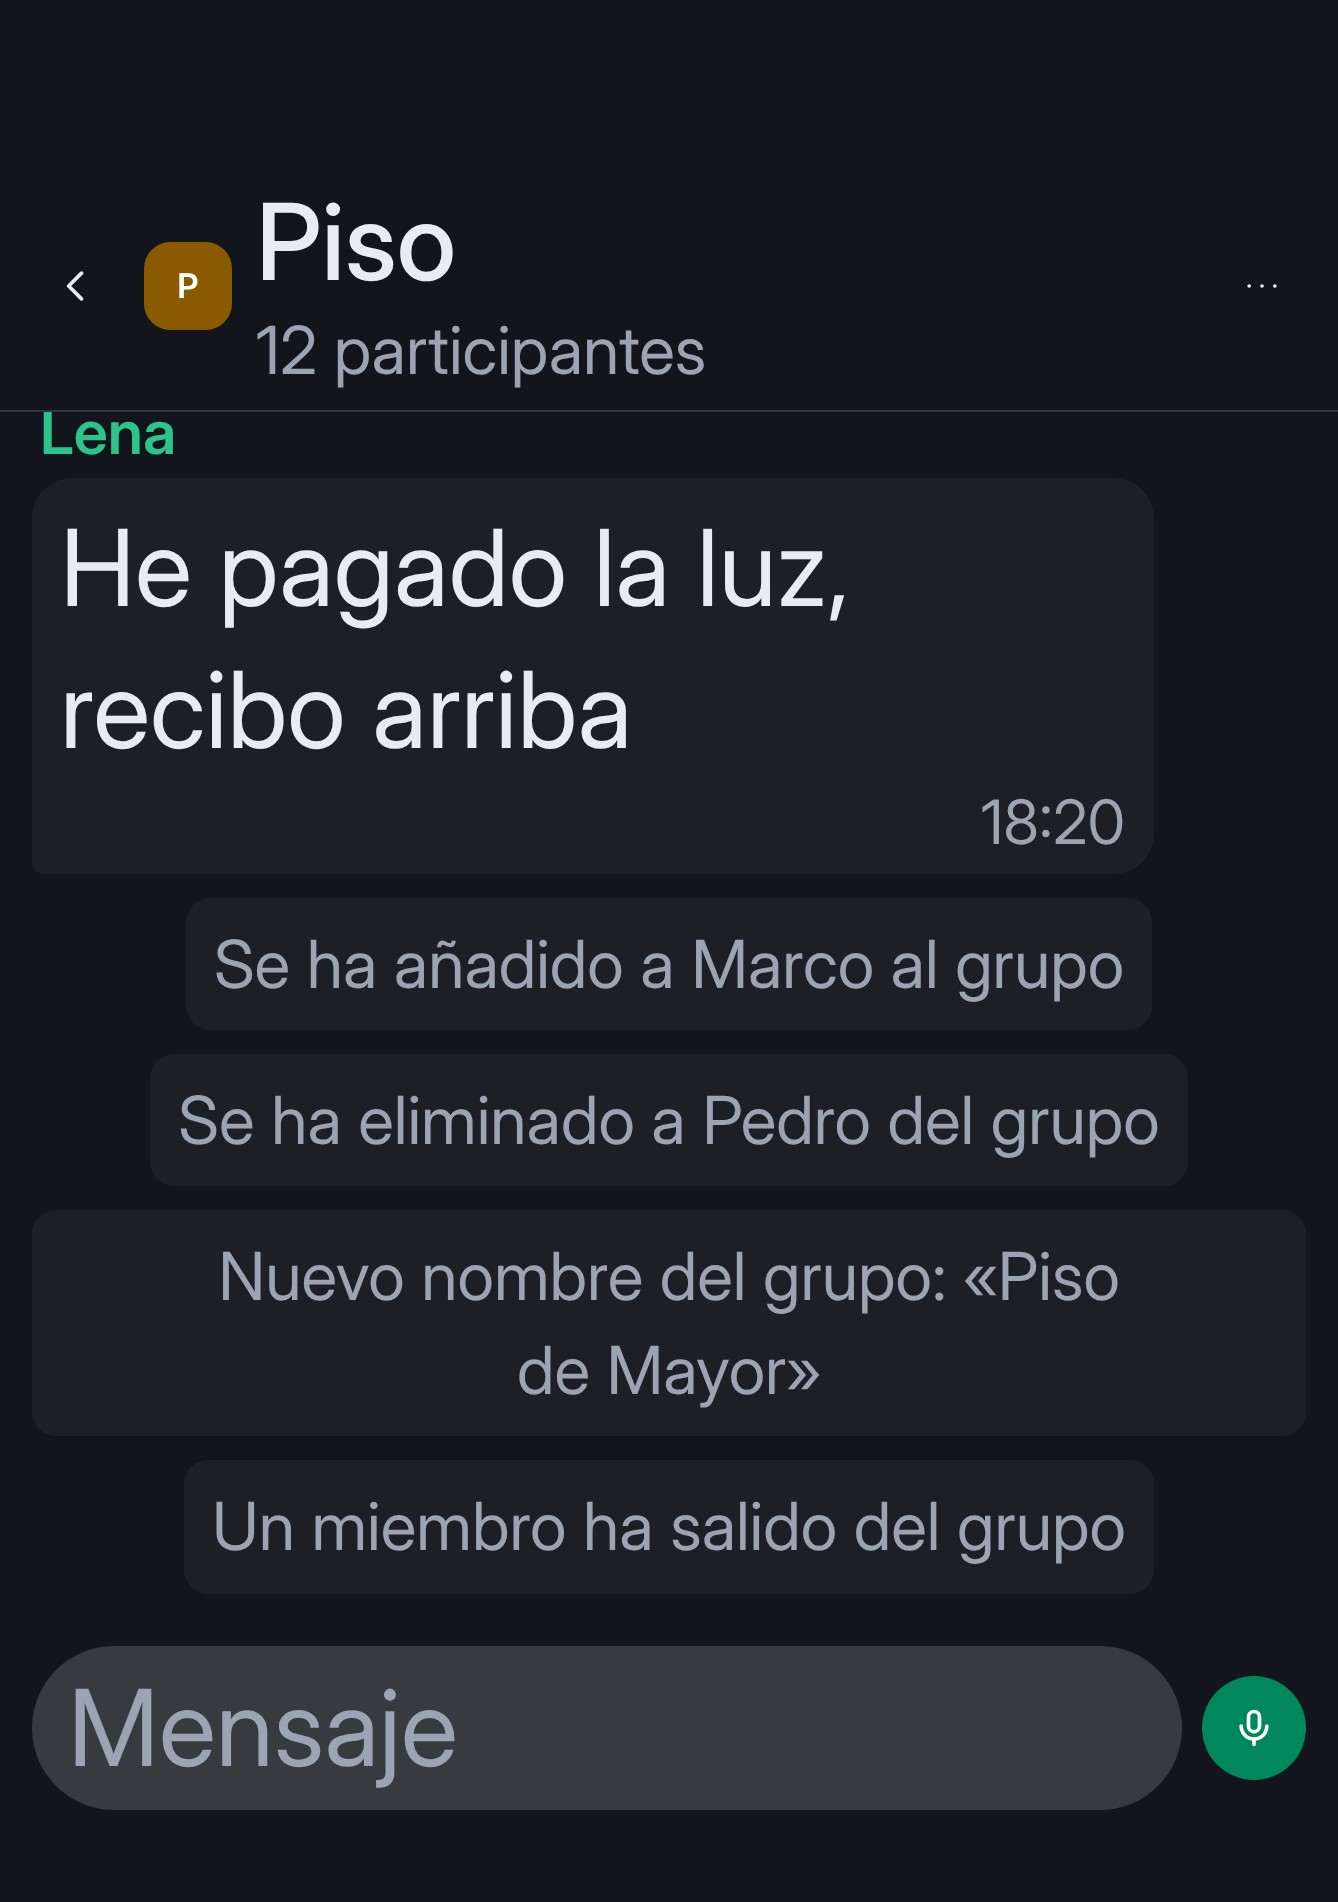 Piso
P
12 participantes
Lena
He pagado la luz,
recibo arriba
18:20
Se ha añadido a Marco al grupo
Se ha eliminado a Pedro del grupo
Nuevo nombre del grupo: «Piso
de Mayor»
Un miembro ha salido del grupo
Mensaje